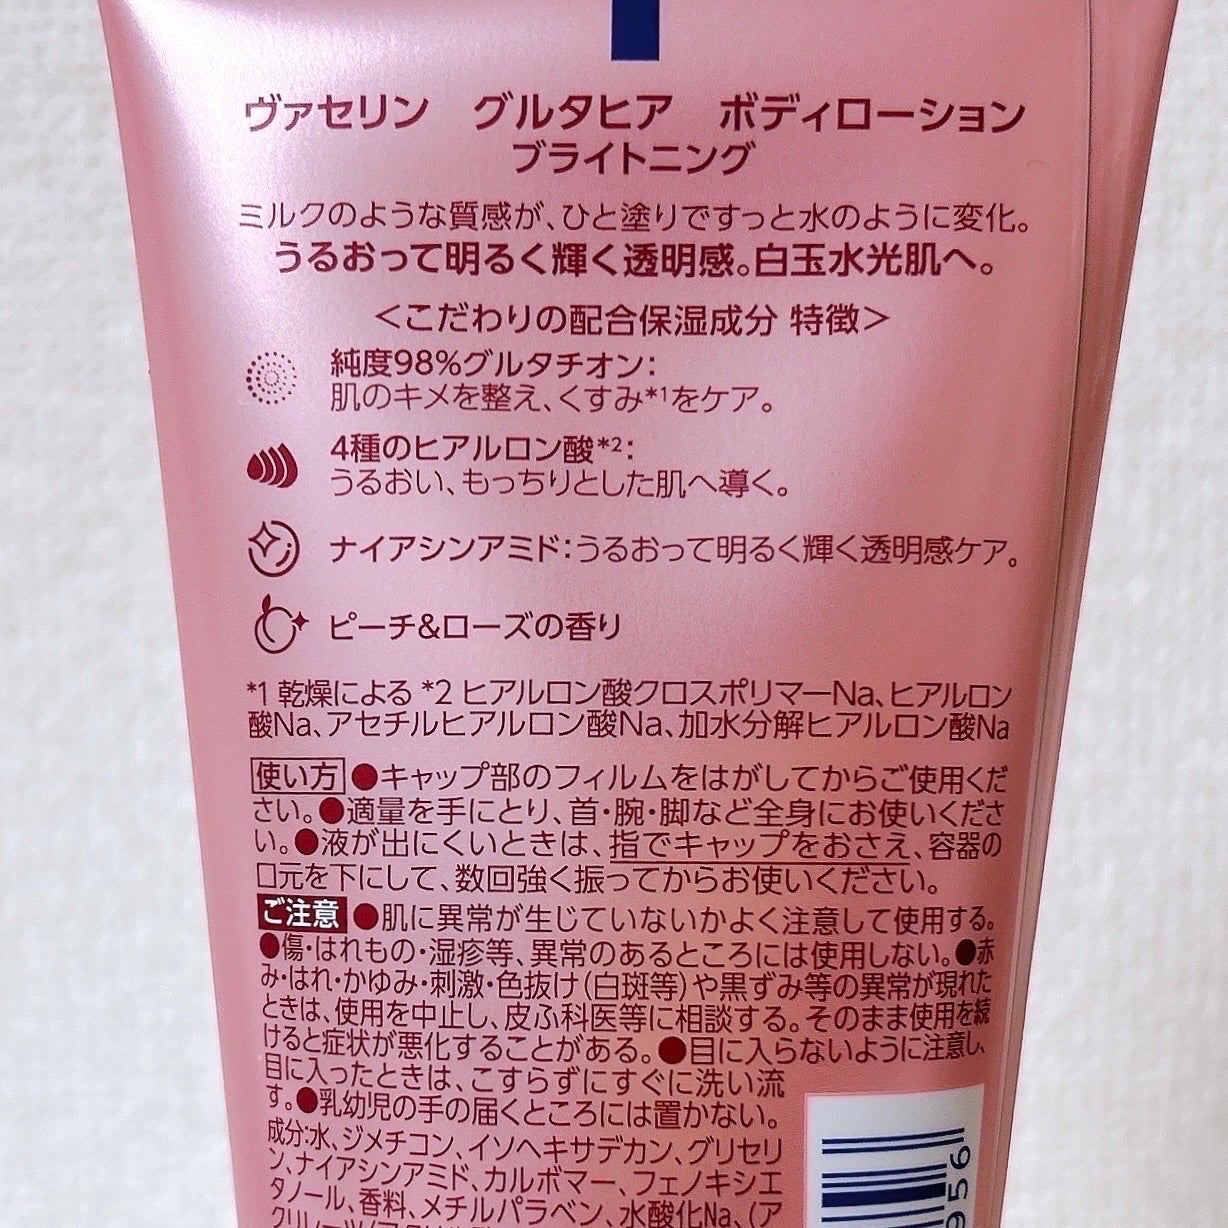 ヴァセリン グルタヒア ボディローション
ブライトニング
ミルクのような質感が、ひと塗りですっと水のように変化。
うるおって明るく輝く透明感。白玉水光肌へ。
＜こだわりの配合保湿成分 特徴＞
純度98%グルタチオン：
肌のキメを整え、くすみ*1をケア。
4種のヒアルロン酸*2：
うるおい、もっちりとした肌へ導く。
ナイアシンアミド：うるおって明るく輝く透明感ケア。
ピーチ&ローズの香り
*1 乾燥による *2 ヒアルロン酸クロスポリマーNa、ヒアルロン
酸Na、アセチルヒアルロン酸Na、加水分解ヒアルロン酸Na
使い方 ●キャップ部のフィルムをはがしてからご使用くだ
さい。●適量を手にとり、首・腕・脚など全身にお使いくださ
い。●液が出にくいときは、指でキャップをおさえ、容器の
口元を下にして、数回強く振ってからお使いください。
ご注意 ●肌に異常が生じていないかよく注意して使用する。
●傷・はれもの・湿疹等、異常のあるところには使用しない。●赤
み・はれ・かゆみ・刺激・色抜け（白斑等）や黒ずみ等の異常が現れた
ときは、使用を中止し、皮ふ科医等に相談する。そのまま使用を続
けると症状が悪化することがある。●目に入らないように注意し、
目に入ったときは、こすらずにすぐに洗い流
す。●乳幼児の手の届くところには置かない。
成分：水、ジメチコン、イソヘキサデカン、グリセリ
ン、ナイアシンアミド、カルボマー、フェノキシエ
タノール、香料、メチルパラベン、水酸化Na、（ア
956